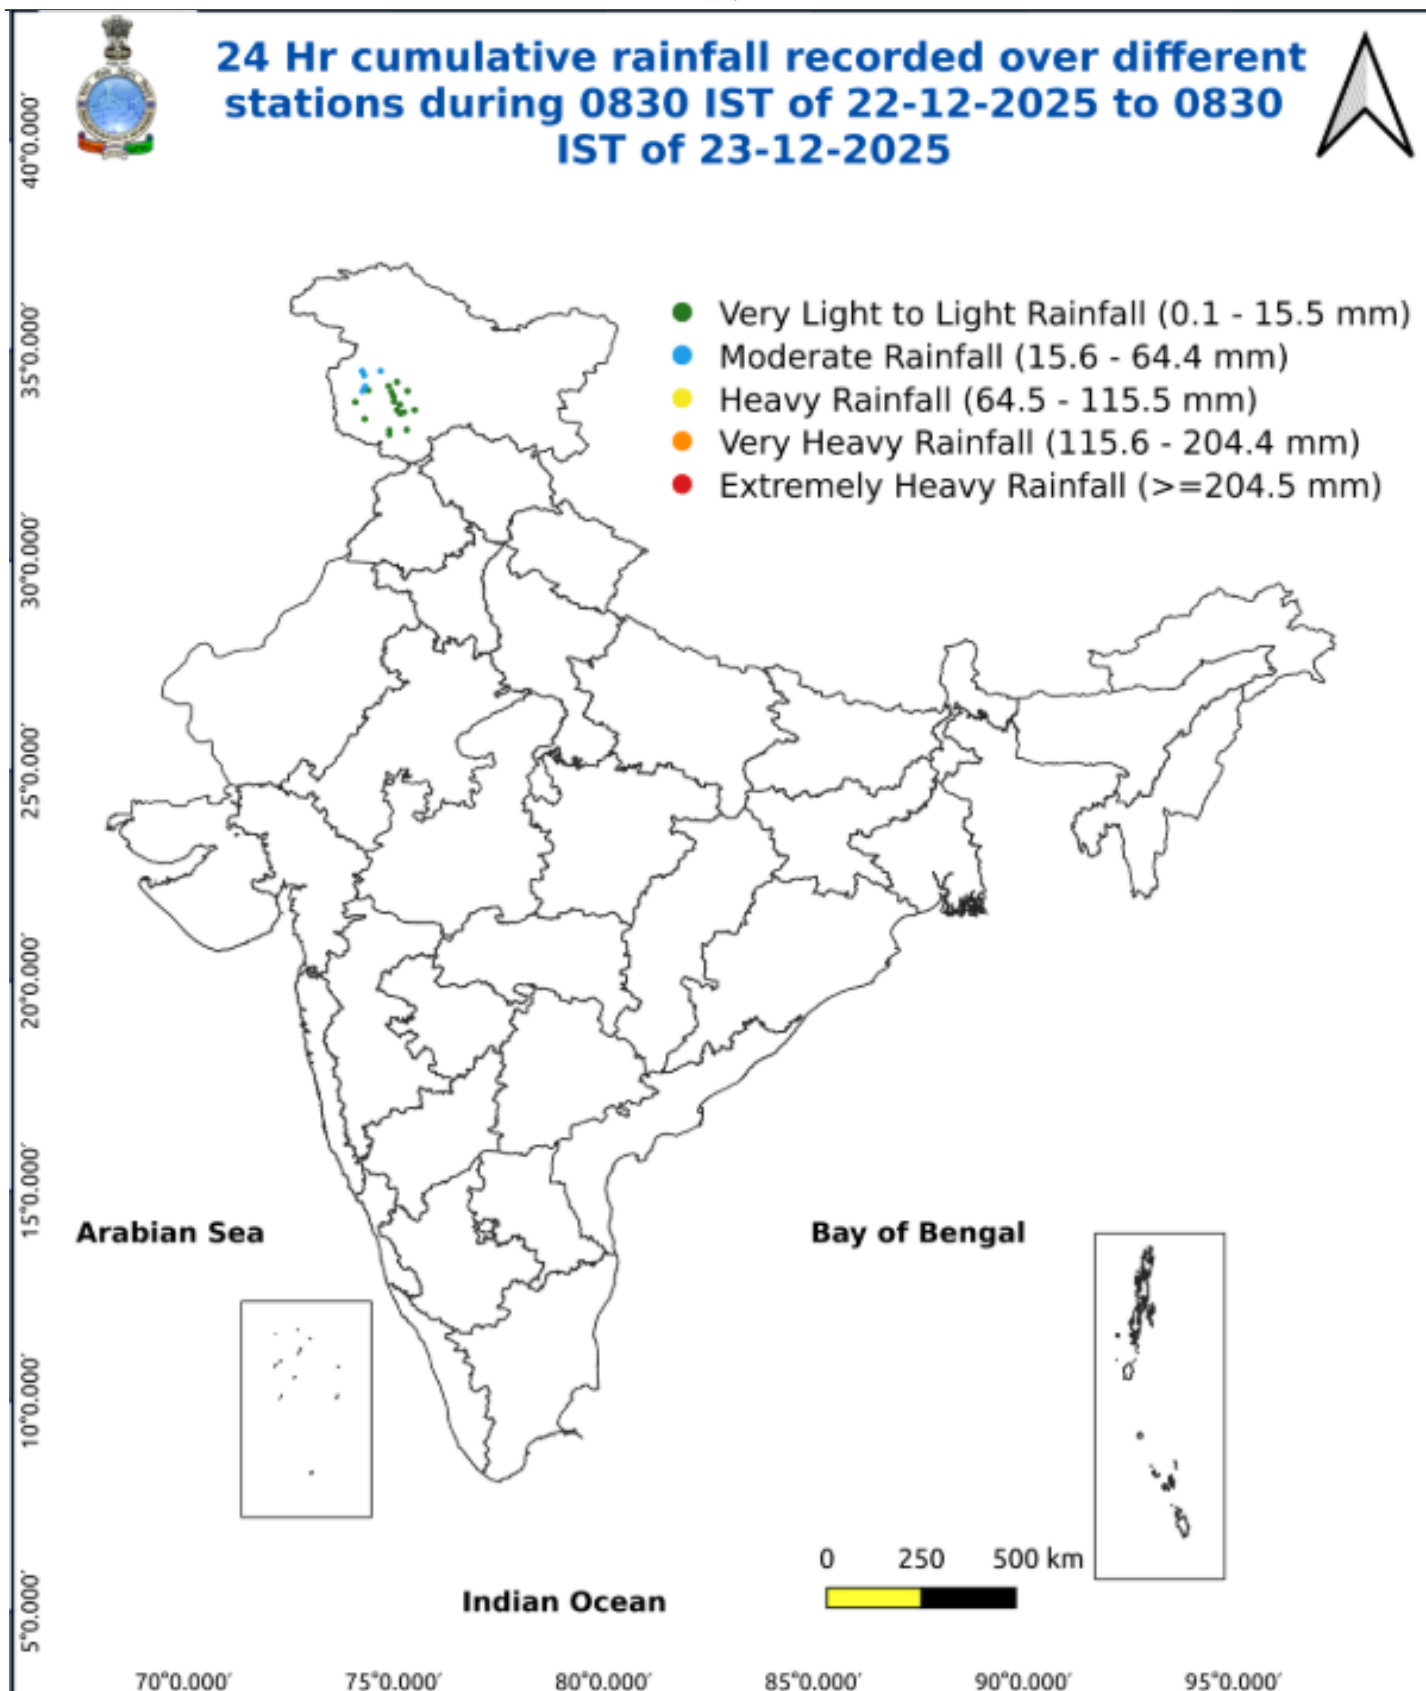 24 Hr cumulative rainfall recorded over different
stations during 0830 IST of 22-12-2025 to 0830
IST of 23-12-2025
Very Light to Light Rainfall (0.1 - 15.5 mm)
Moderate Rainfall (15.6 - 64.4 mm)
Heavy Rainfall (64.5 - 115.5 mm)
Very Heavy Rainfall (115.6 - 204.4 mm)
Extremely Heavy Rainfall (>=204.5 mm)
40°0.000′
35°0.000′
30°0.000′
25°0.000′
20°0.000′
15°0.000′
10°0.000′
5°0.000′
Arabian Sea
Bay of Bengal
Indian Ocean
0 250 500 km
70°0.000′ 75°0.000′ 80°0.000′ 85°0.000′ 90°0.000′ 95°0.000′